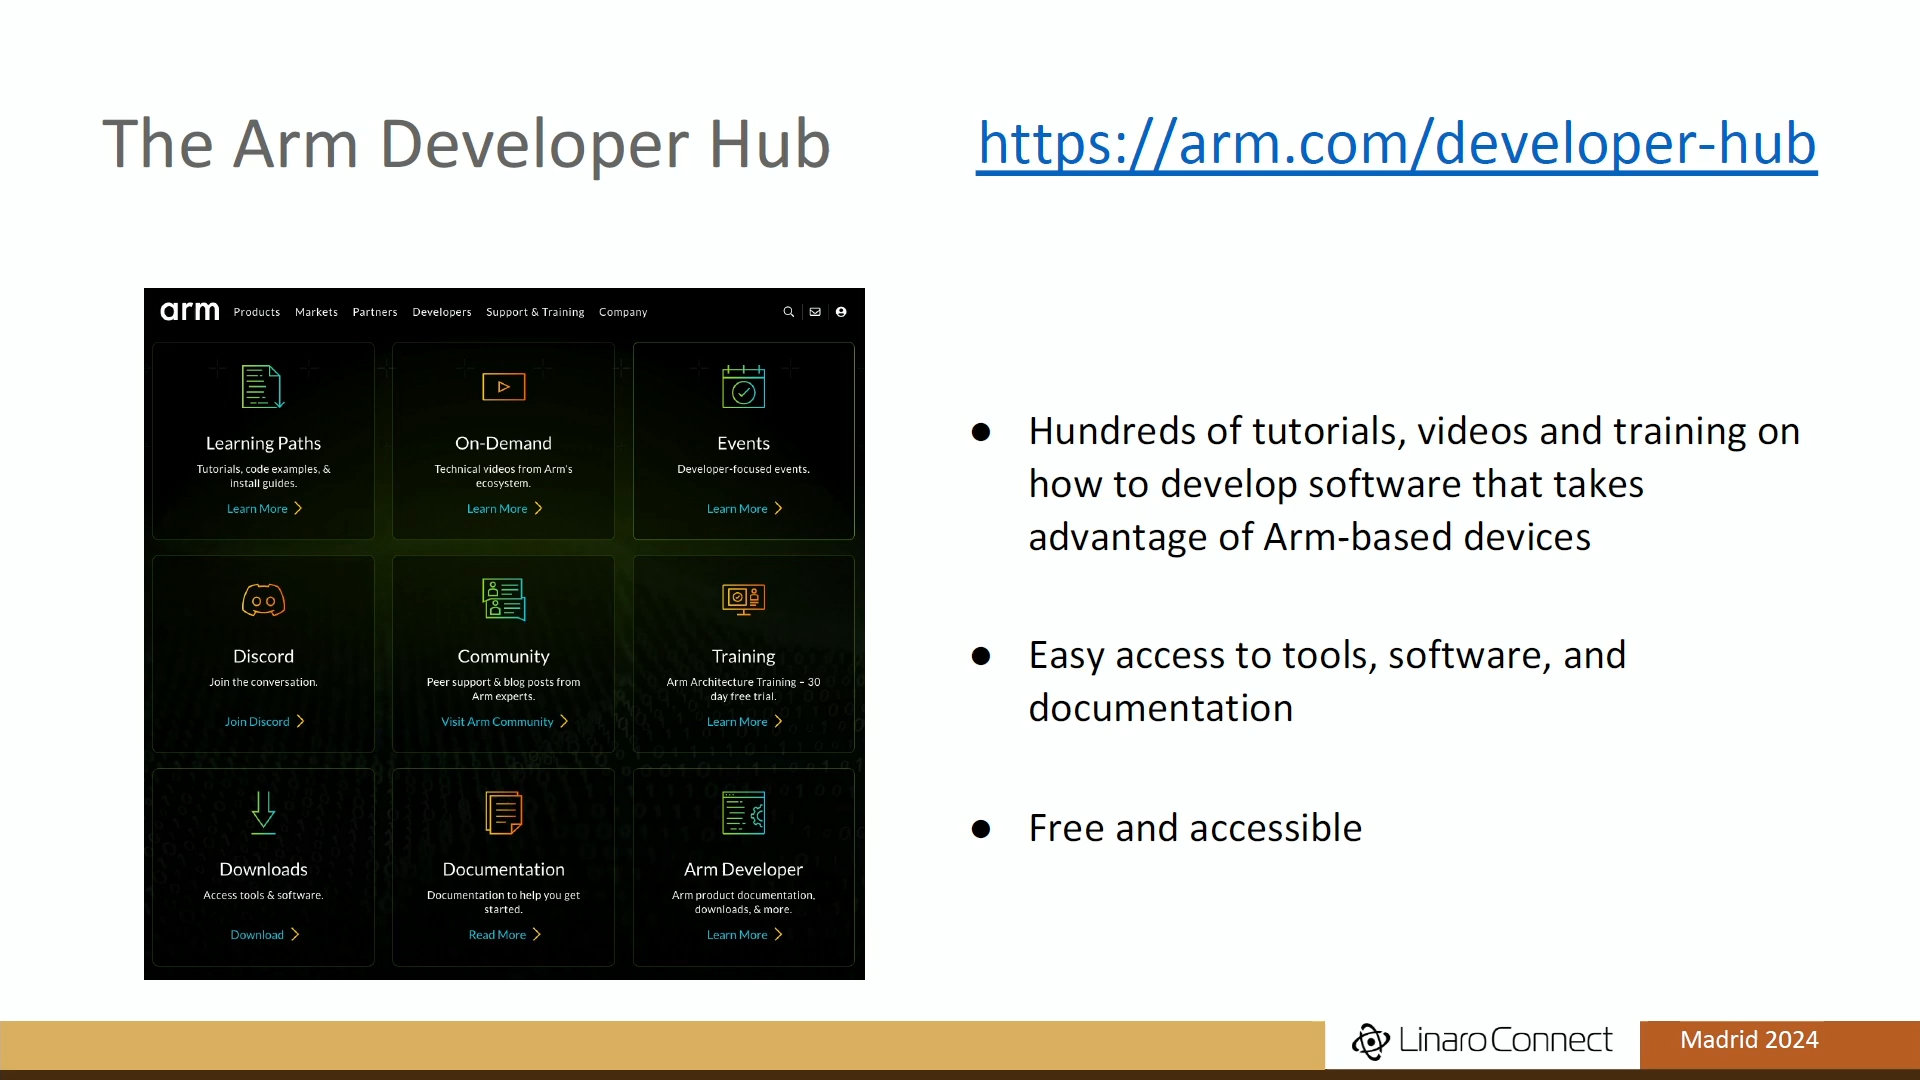 The Arm Developer Hub
https://arm.com/developer-hub
arm Products Markets Partners Developers Support & Training Company
Learning Paths
Tutorials, code examples, &
install guides.
Learn More
On-Demand
Technical videos from Arm's
ecosystem.
Learn More
Events
Developer-focused events.
Learn More
Discord
Join the conversation.
Join Discord
Community
Peer support & blog posts from
Arm experts.
Visit Arm Community
Training
Arm Architecture Training – 30
day free trial.
Learn More
Downloads
Access tools & software.
Download
Documentation
Documentation to help you get
started.
Read More
Arm Developer
Arm product documentation,
downloads, & more.
Learn More
● Hundreds of tutorials, videos and training on
how to develop software that takes
advantage of Arm-based devices
● Easy access to tools, software, and
documentation
● Free and accessible
Linaro Connect
Madrid 2024